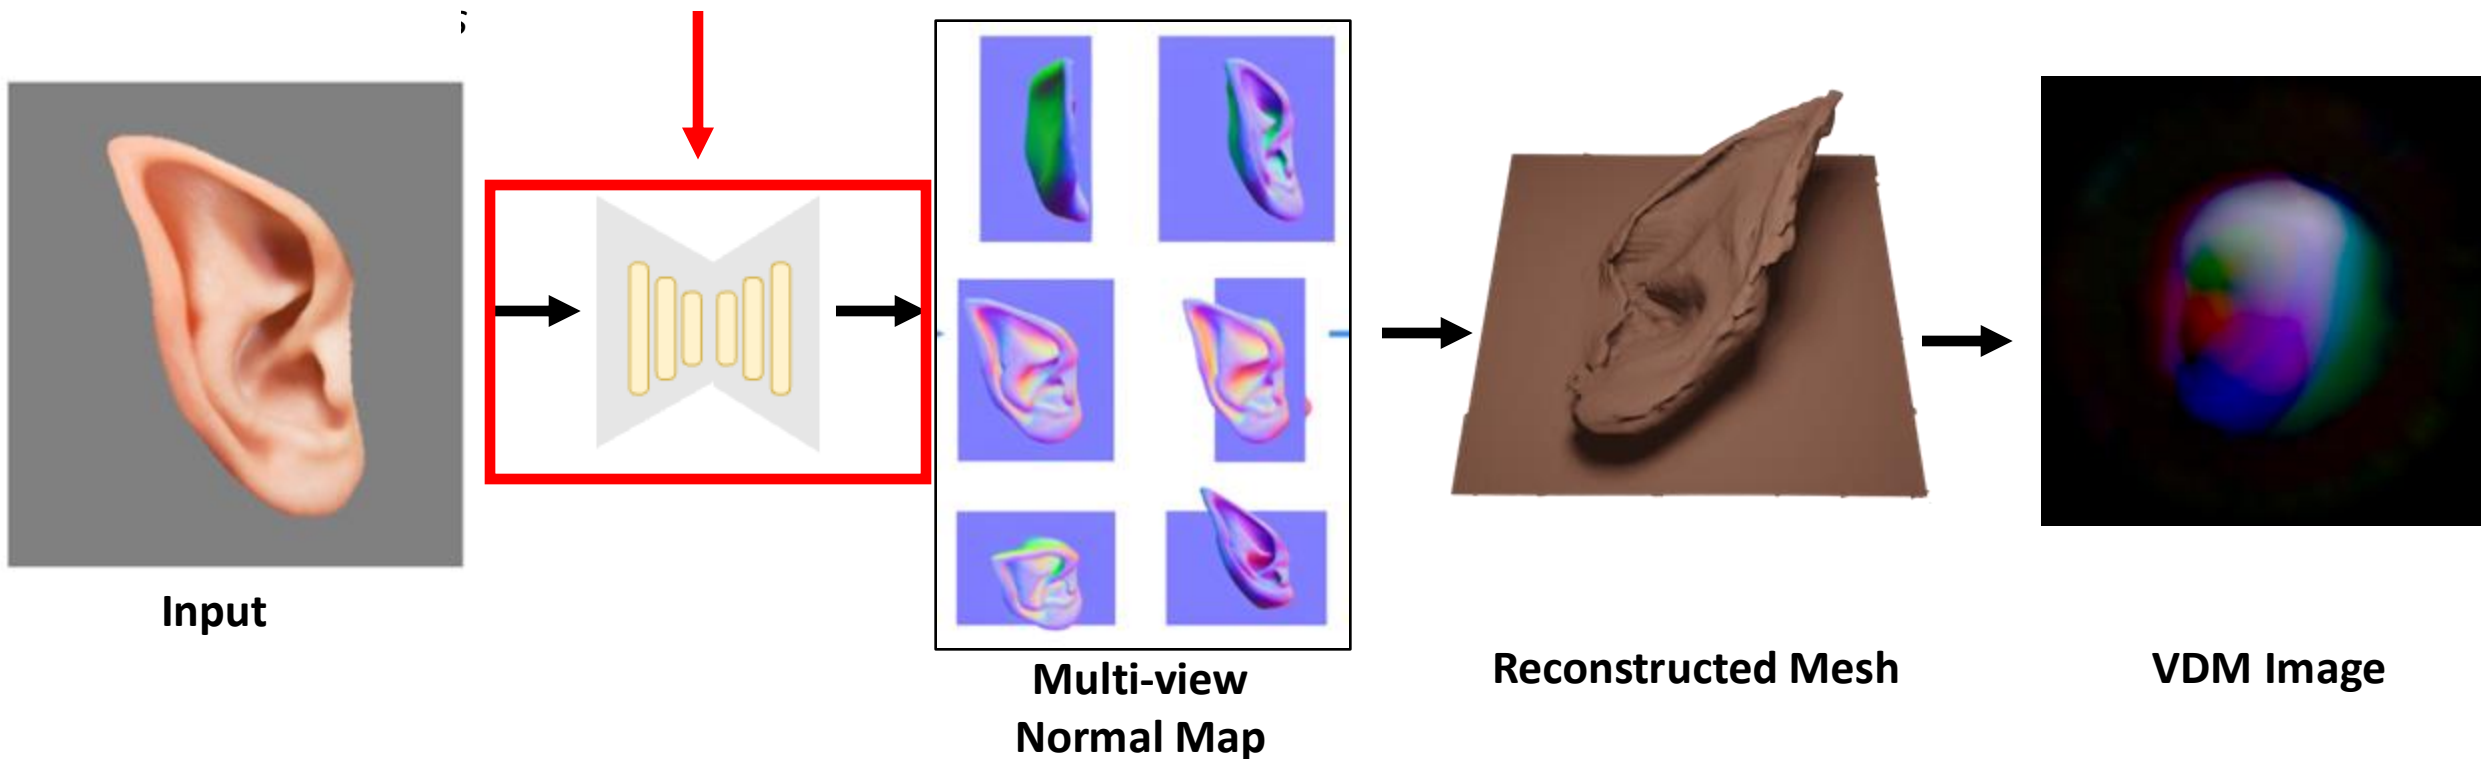 Input
Multi-view
Normal Map
Reconstructed Mesh
VDM Image